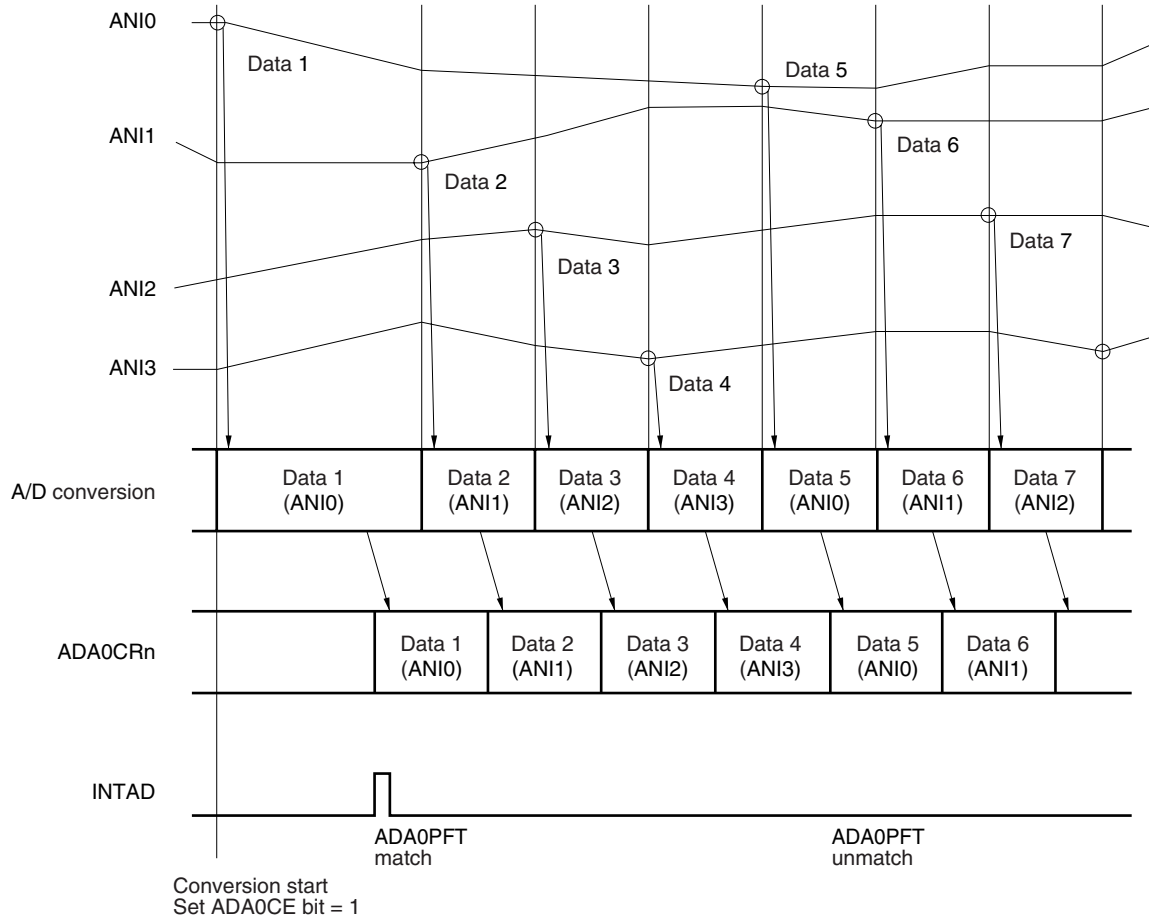 ANI0
Data 1
Data 5
ANI1
Data 6
Data 2
Data 7
Data 3
ANI2
ANI3
Data 4
A/D conversion
Data 1
(ANI0)
Data 2
(ANI1)
Data 3
(ANI2)
Data 4
(ANI3)
Data 5
(ANI0)
Data 6
(ANI1)
Data 7
(ANI2)
ADA0CRn
Data 1
(ANI0)
Data 2
(ANI1)
Data 3
(ANI2)
Data 4
(ANI3)
Data 5
(ANI0)
Data 6
(ANI1)
INTAD
ADA0PFT
match
ADA0PFT
unmatch
Conversion start
Set ADA0CE bit = 1